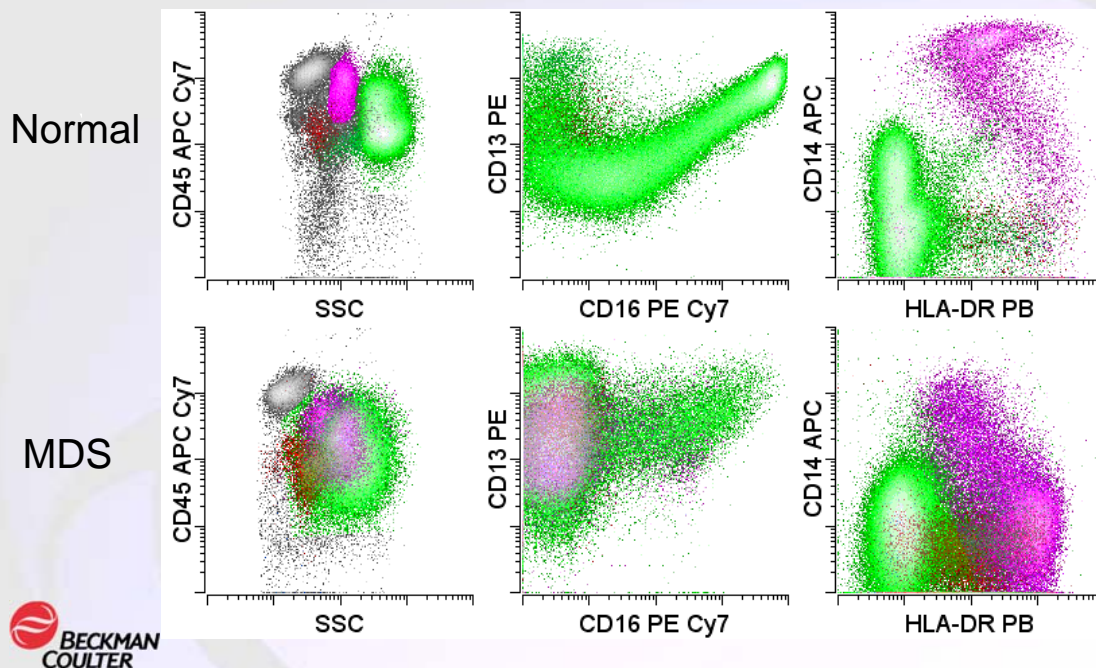 Normal
CD45 APC Cy7
SSC
CD13 PE
CD16 PE Cy7
CD14 APC
HLA-DR PB
MDS
CD45 APC Cy7
SSC
CD13 PE
CD16 PE Cy7
CD14 APC
HLA-DR PB
BECKMAN
COULTER